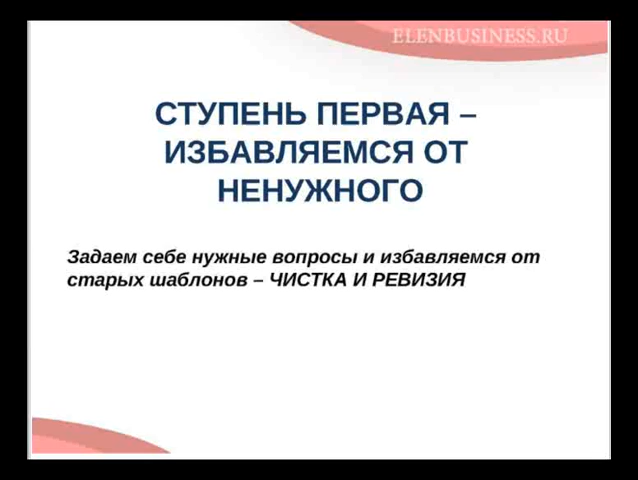 ELENBUSINESS.RU
СТУПЕНЬ ПЕРВАЯ –
ИЗБАВЛЯЕМСЯ ОТ
НЕНУЖНОГО
Задаем себе нужные вопросы и избавляемся от
старых шаблонов – ЧИСТКА И РЕВИЗИЯ